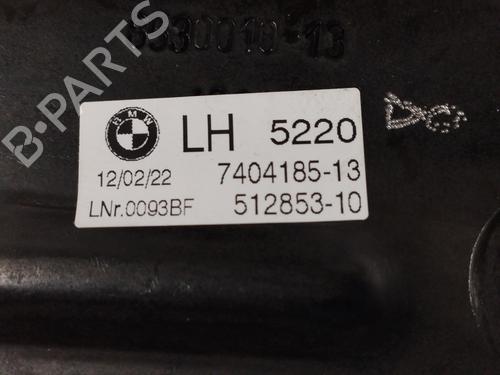 B-PARTS
BMW
LH 5220
12/02/22 7404185-13
LNr.0093BF 512853-10